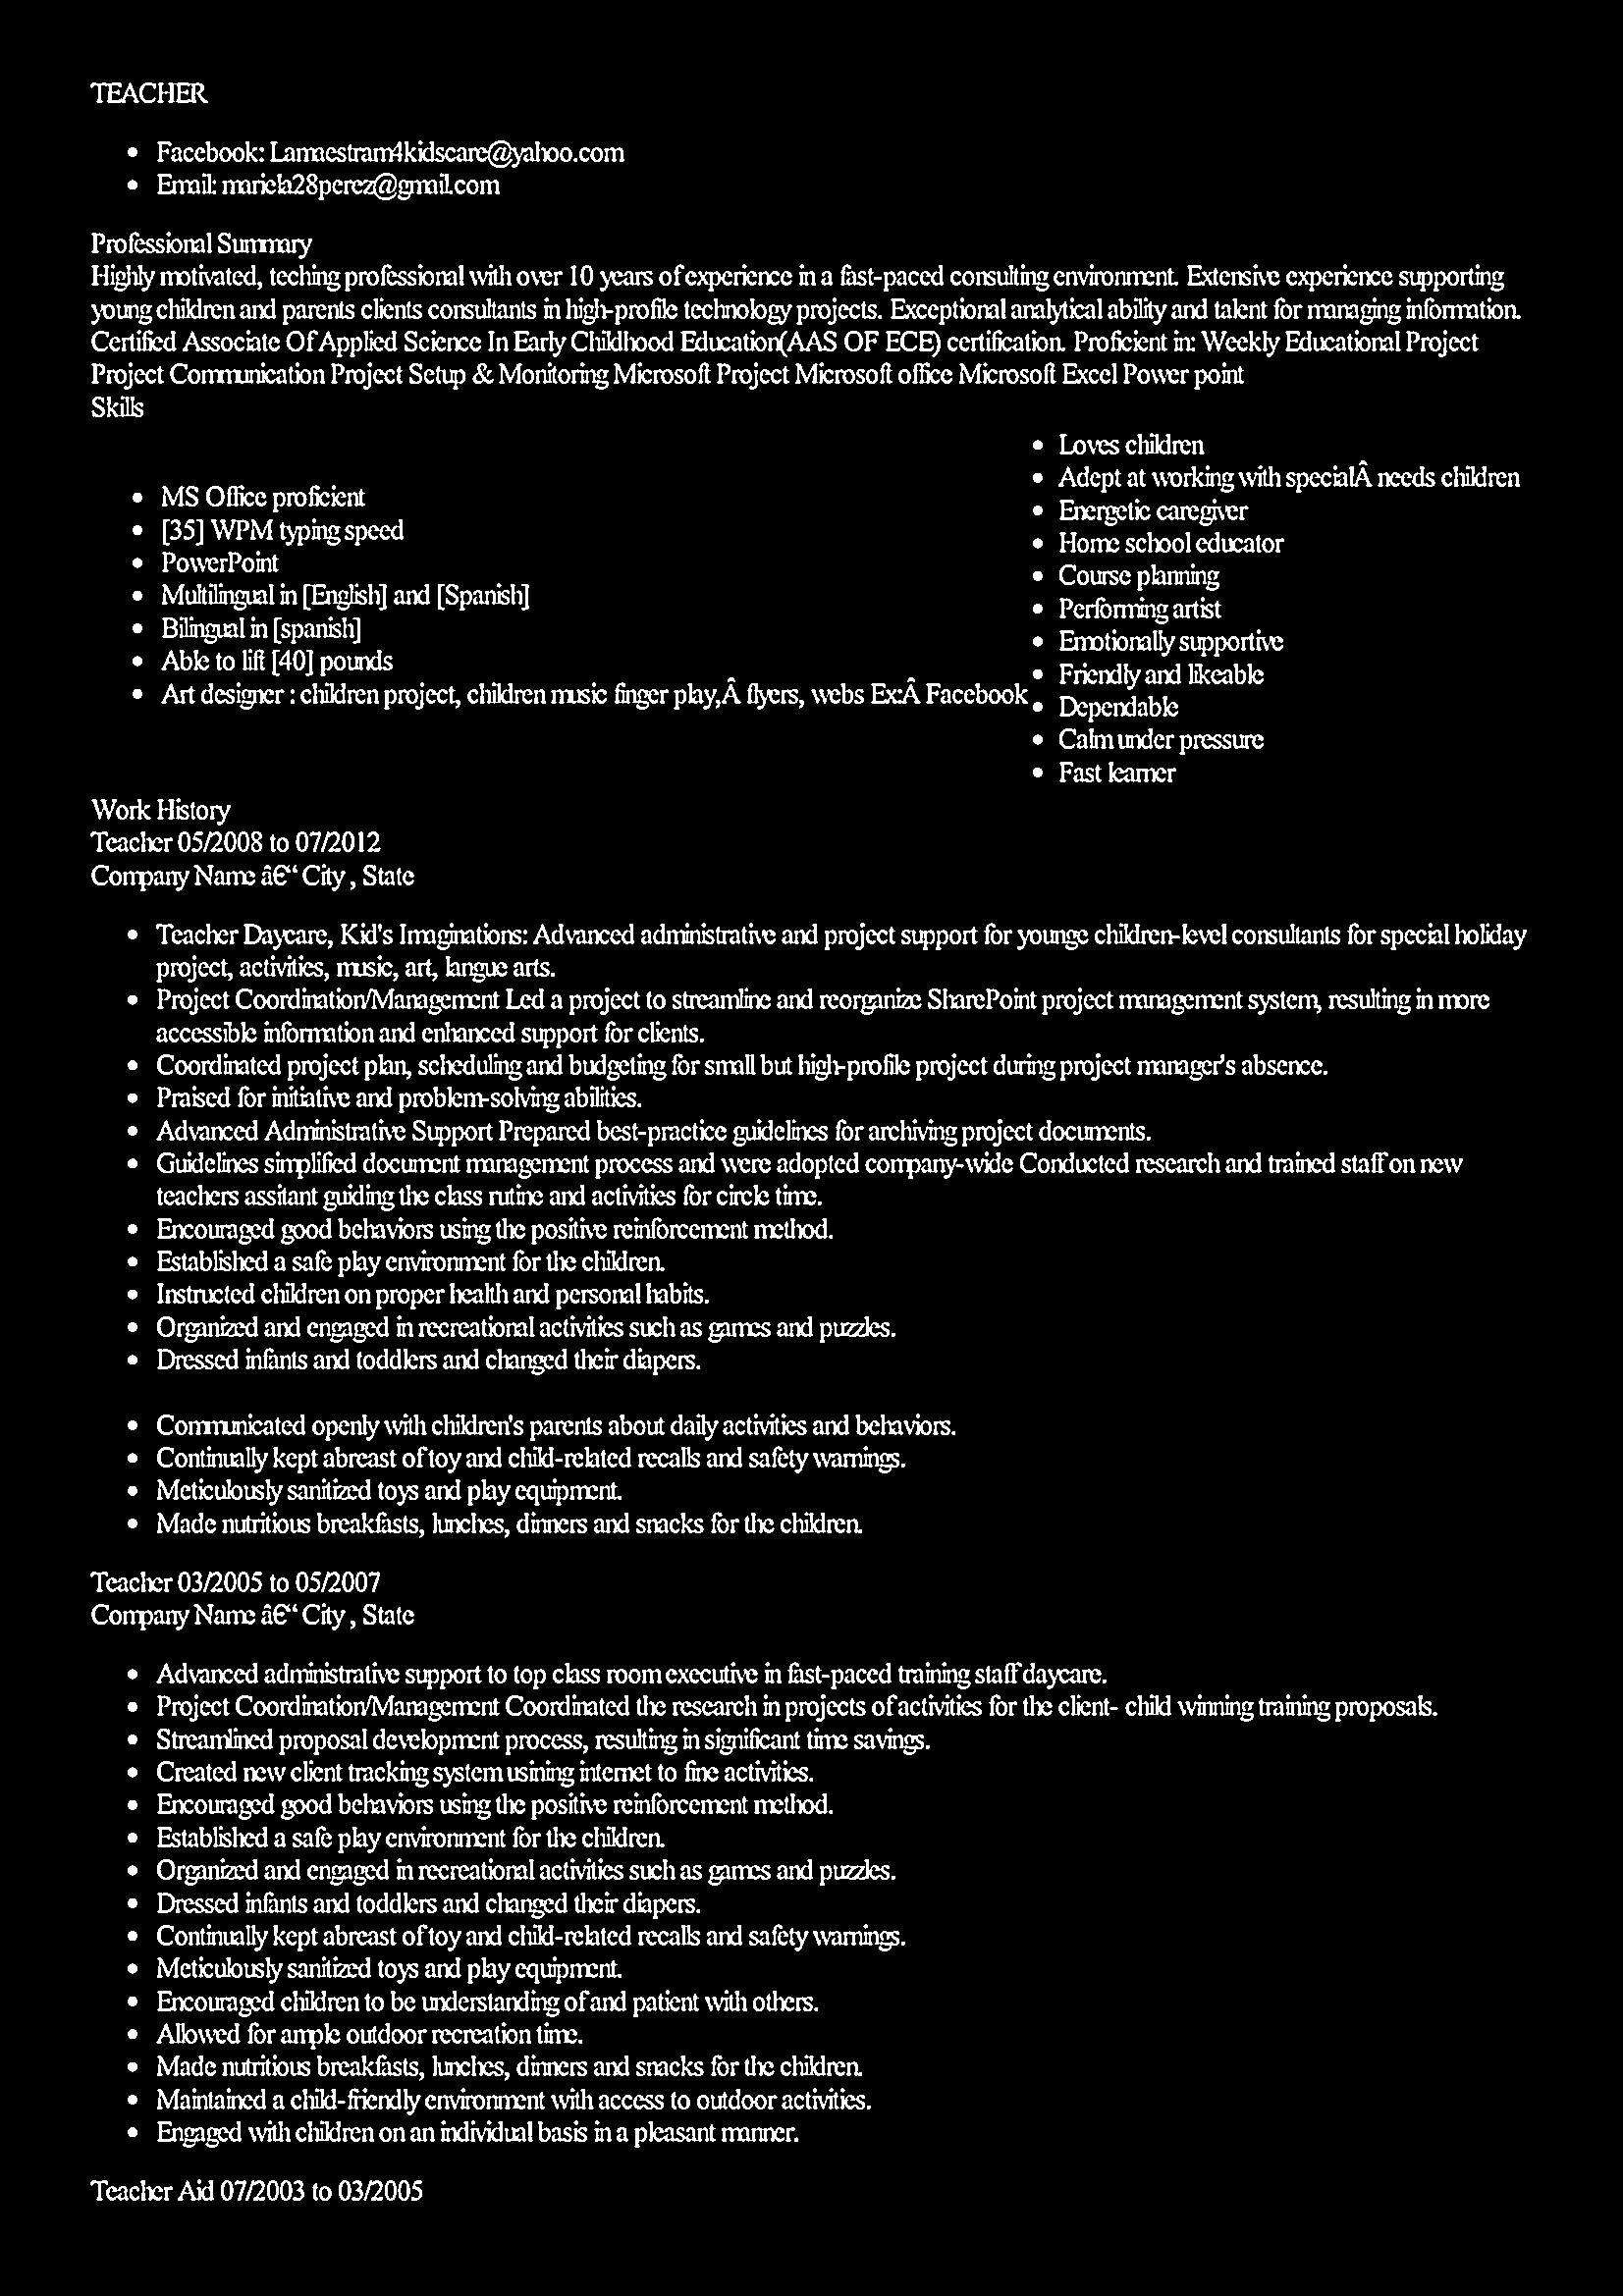 TEACHER
Facebook: Lamaestram4kidscare@yahoo.com
Email: mariela28perez@gmail.com
Professional Summary
Highly motivated, teching professional with over 10 years of experience in a fast-paced consulting environment. Extensive experience supporting
young children and parents clients consultants in high-profile technology projects. Exceptional analytical ability and talent for managing information.
Certified Associate Of Applied Science In Early Childhood Education(AAS OF ECE) certification. Proficient in: Weekly Educational Project
Project Communication Project Setup & Monitoring Microsoft Project Microsoft office Microsoft Excel Power point
Skills
MS Office proficient
[35] WPM typing speed
PowerPoint
Multilingual in [English] and [Spanish]
Bilingual in [spanish]
Able to lift [40] pounds
Art designer : children project, children music finger play,Â flyers, webs Ex:Â Facebook
Loves children
Adept at working with specialÂ needs children
Energetic caregiver
Home school educator
Course planning
Performing artist
Emotionally supportive
Friendly and likeable
Dependable
Calm under pressure
Fast learner
Work History
Teacher 05/2008 to 07/2012
Company Name â€“ City , State
Teacher Daycare, Kid's Imaginations: Advanced administrative and project support for younge children-level consultants for special holiday
project, activities, music, art, langue arts.
Project Coordination/Management Led a project to streamline and reorganize SharePoint project management system, resulting in more
accessible information and enhanced support for clients.
Coordinated project plan, scheduling and budgeting for small but high-profile project during project manager's absence.
Praised for initiative and problem-solving abilities.
Advanced Administrative Support Prepared best-practice guidelines for archiving project documents.
Guidelines simplified document management process and were adopted company-wide Conducted research and trained staff on new
teachers assitant guiding the class rutine and activities for circle time.
Encouraged good behaviors using the positive reinforcement method.
Established a safe play environment for the children.
Instructed children on proper health and personal habits.
Organized and engaged in recreational activities such as games and puzzles.
Dressed infants and toddlers and changed their diapers.
Communicated openly with children's parents about daily activities and behaviors.
Continually kept abreast of toy and child-related recalls and safety warnings.
Meticulously sanitized toys and play equipment.
Made nutritious breakfasts, lunches, dinners and snacks for the children.
Teacher 03/2005 to 05/2007
Company Name â€“ City , State
Advanced administrative support to top class room executive in fast-paced training staff daycare.
Project Coordination/Management Coordinated the research in projects of activities for the client- child winning training proposals.
Streamlined proposal development process, resulting in significant time savings.
Created new client tracking system usining internet to fine activities.
Encouraged good behaviors using the positive reinforcement method.
Established a safe play environment for the children.
Organized and engaged in recreational activities such as games and puzzles.
Dressed infants and toddlers and changed their diapers.
Continually kept abreast of toy and child-related recalls and safety warnings.
Meticulously sanitized toys and play equipment.
Encouraged children to be understanding of and patient with others.
Allowed for ample outdoor recreation time.
Made nutritious breakfasts, lunches, dinners and snacks for the children.
Maintained a child-friendly environment with access to outdoor activities.
Engaged with children on an individual basis in a pleasant manner.
Teacher Aid 07/2003 to 03/2005